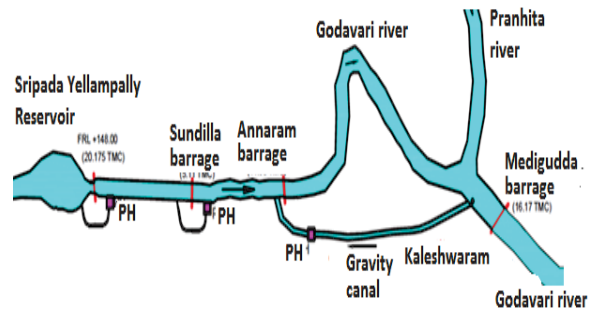 Godavari river
Pranhita
river
Sripada Yellampally
Reservoir
FRL +148.00
(20.175 TMC)
Sundilla
barrage
Annaram
barrage
Medigudda
barrage
(16.17 TMC)
PH
PH
PH
Gravity
canal
Kaleshwaram
Godavari river